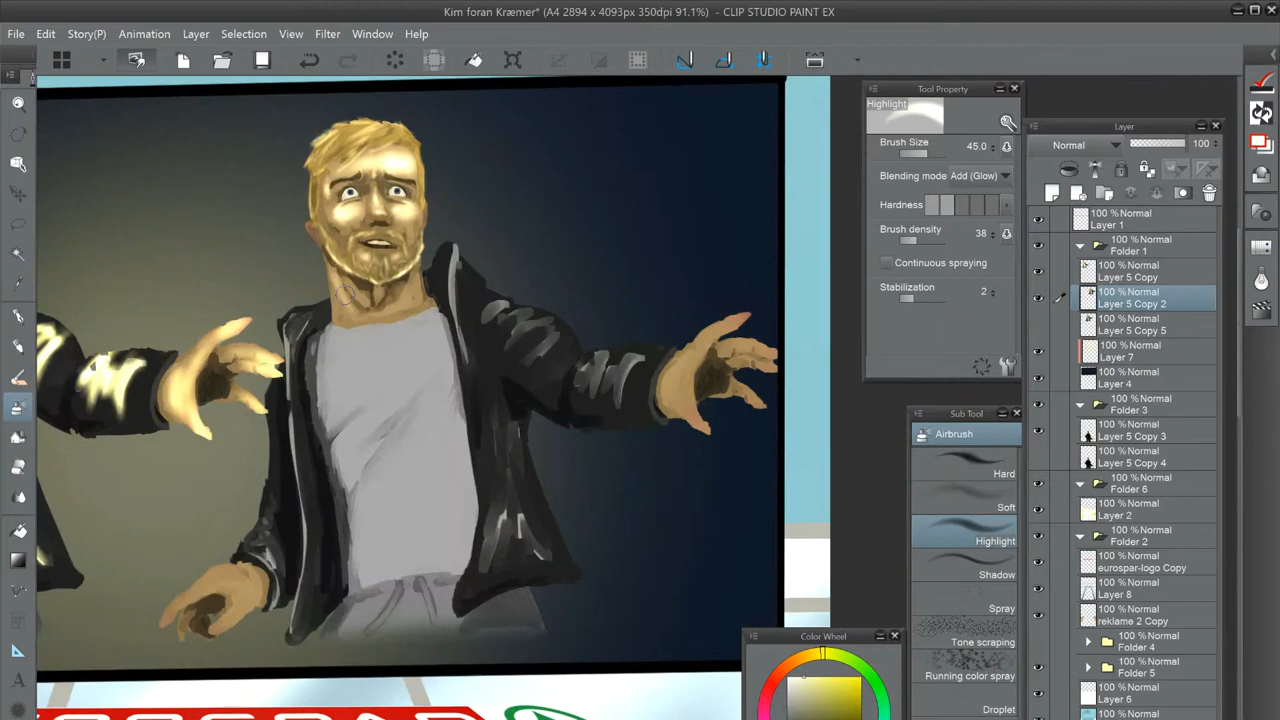 Kim foran Kræmer* (A4 2894 x 4093px 350dpi 91.1%) - CLIP STUDIO PAINT EX
File Edit Story(P) Animation Layer Selection View Filter Window Help
Tool Property
Highlight
Brush Size 45.0
Blending mode Add (Glow)
Hardness
Brush density 38
Continuous spraying
Stabilization 2
Sub Tool
Airbrush
Hard
Soft
Highlight
Shadow
Spray
Tone scraping
Running color spray
Droplet
Color Wheel
Layer
Normal 100
100 %Normal
Layer 1
100 %Normal
Folder 1
100 %Normal
Layer 5 Copy
100 %Normal
Layer 5 Copy 2
100 %Normal
Layer 5 Copy 5
100 %Normal
Layer 7
100 %Normal
Layer 4
100 %Normal
Folder 3
100 %Normal
Layer 5 Copy 3
100 %Normal
Layer 5 Copy 4
100 %Normal
Folder 6
100 %Normal
Layer 2
100 %Normal
Folder 2
100 %Normal
eurospar-logo Copy
100 %Normal
Layer 8
100 %Normal
reklame 2 Copy
100 %Normal
Folder 4
100 %Normal
Folder 5
100 %Normal
Layer 6
100 %Normal